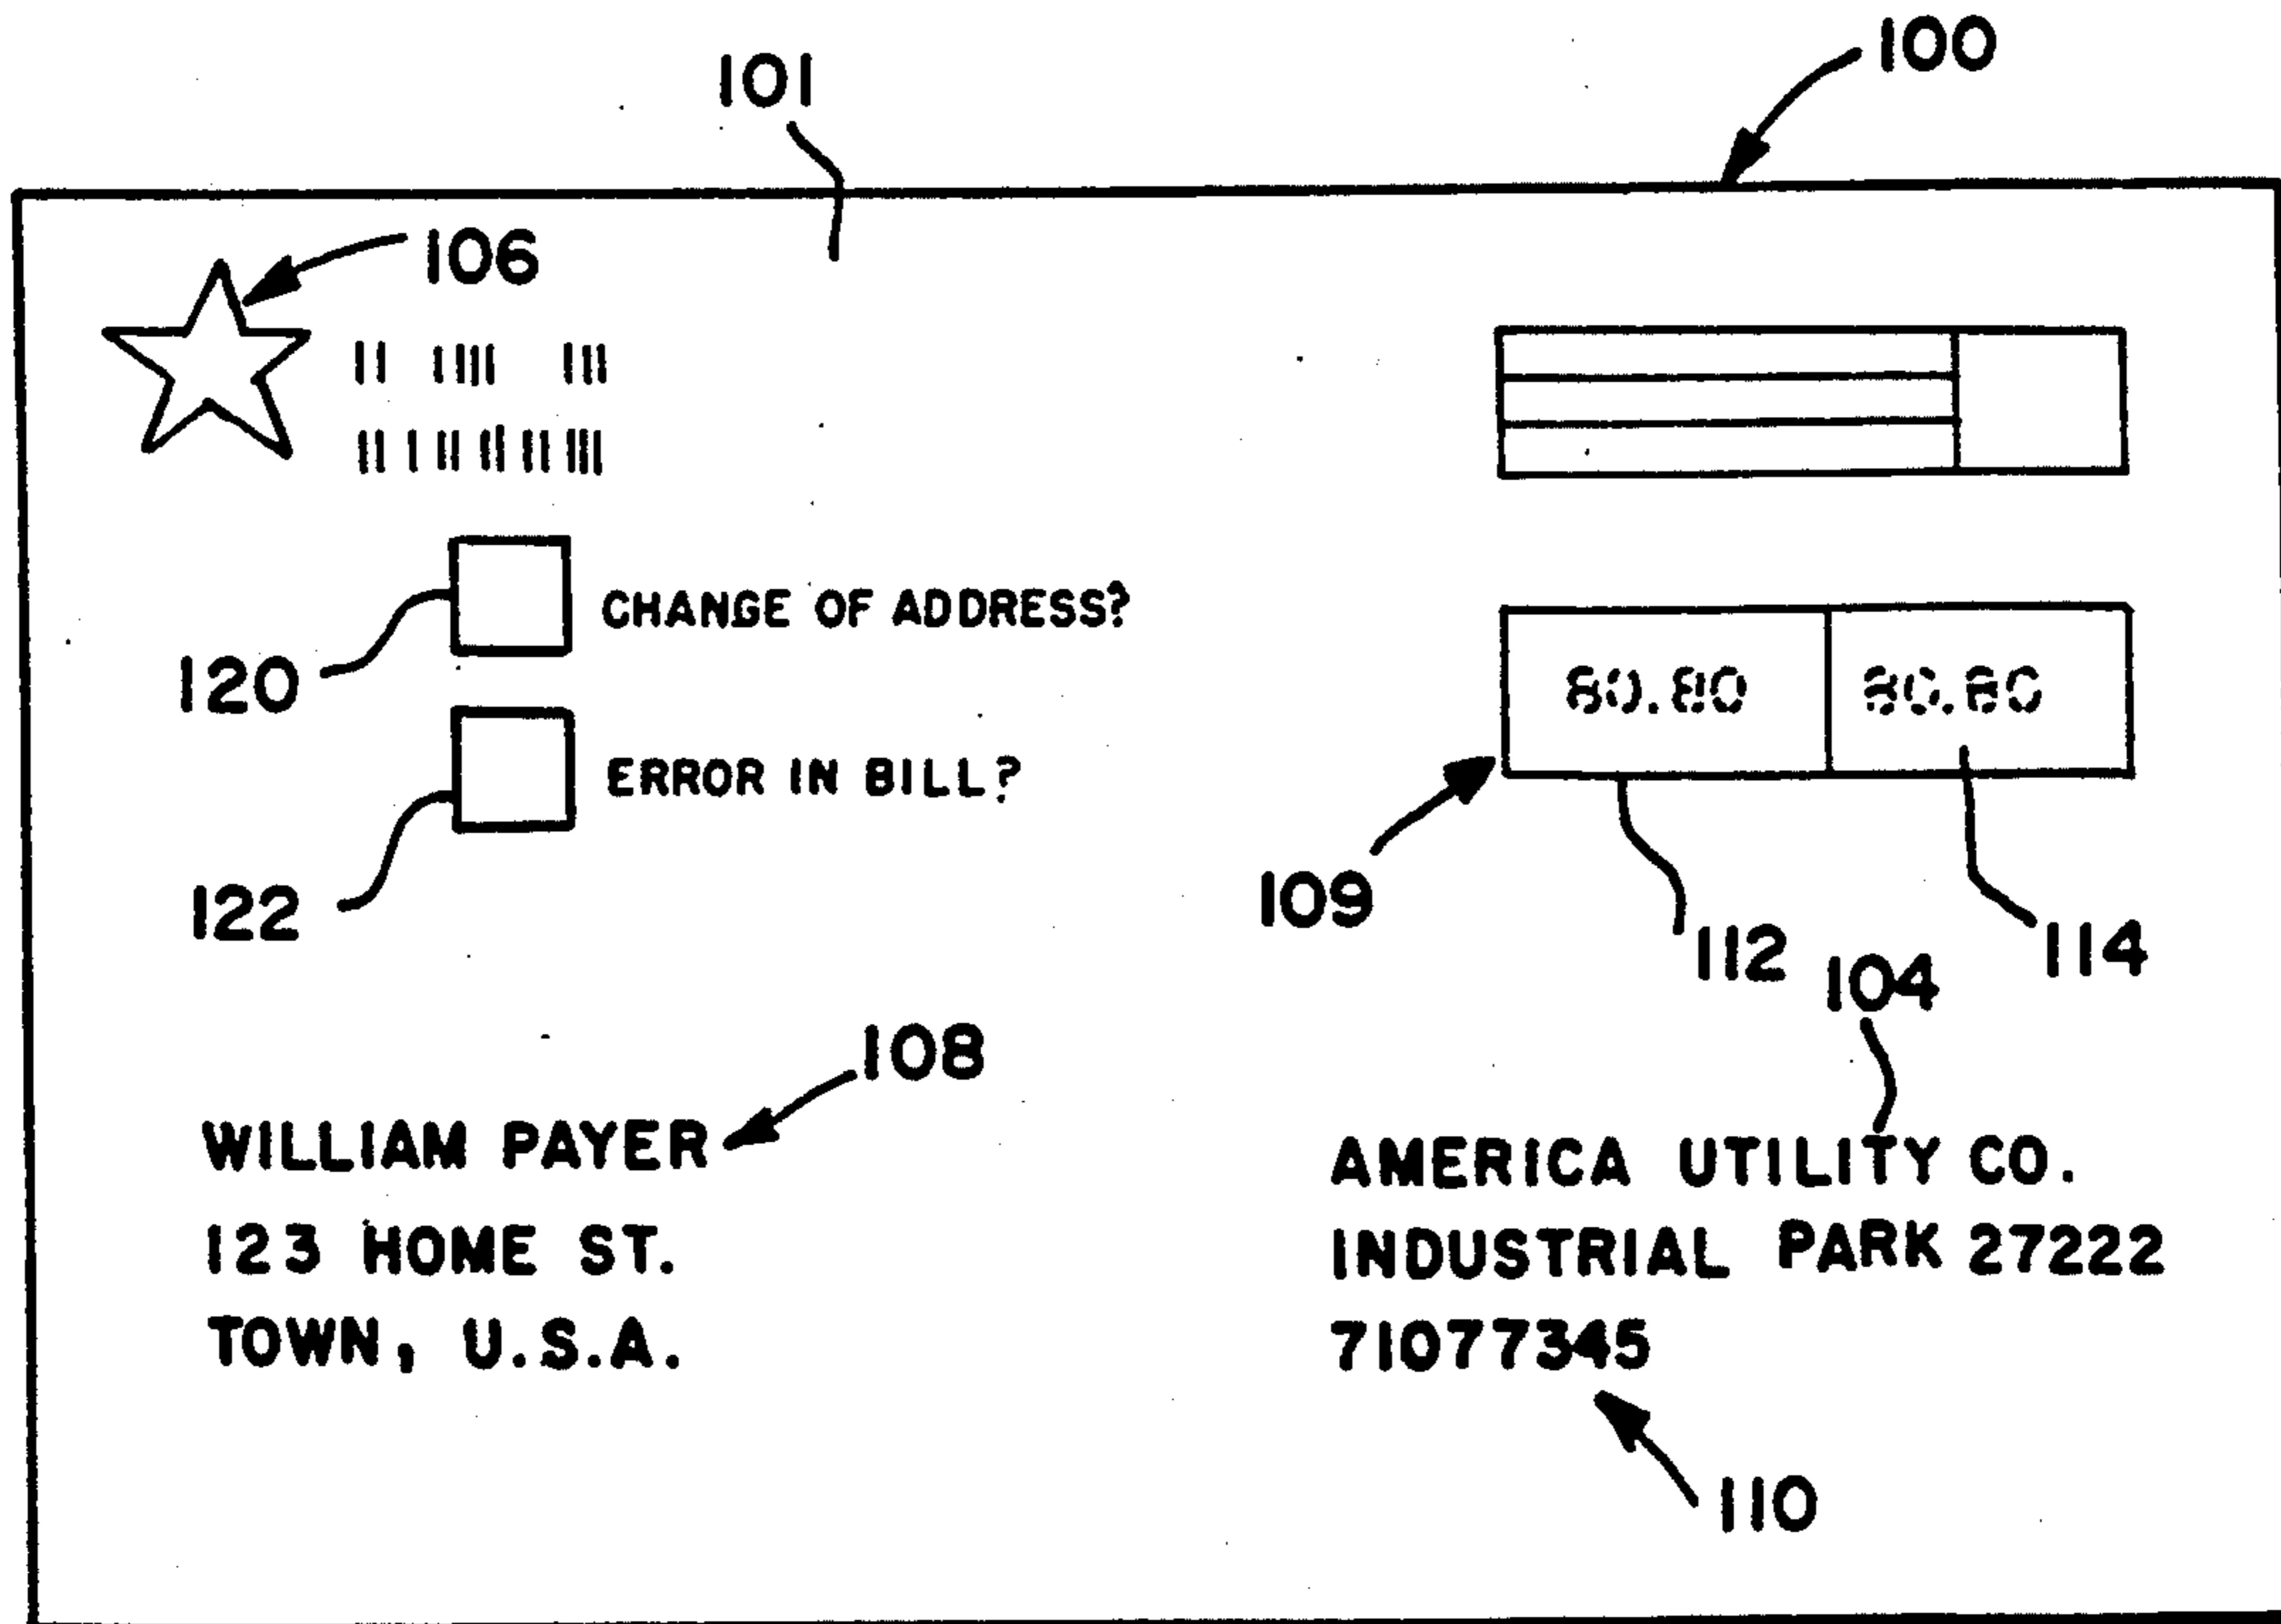 100
101
106
CHANGE OF ADDRESS?
120
80.80 80.80
ERROR IN BILL?
122
109
112
114
104
108
WILLIAM PAYER
123 HOME ST.
TOWN, U.S.A.
AMERICA UTILITY CO.
INDUSTRIAL PARK 27222
71077345
110